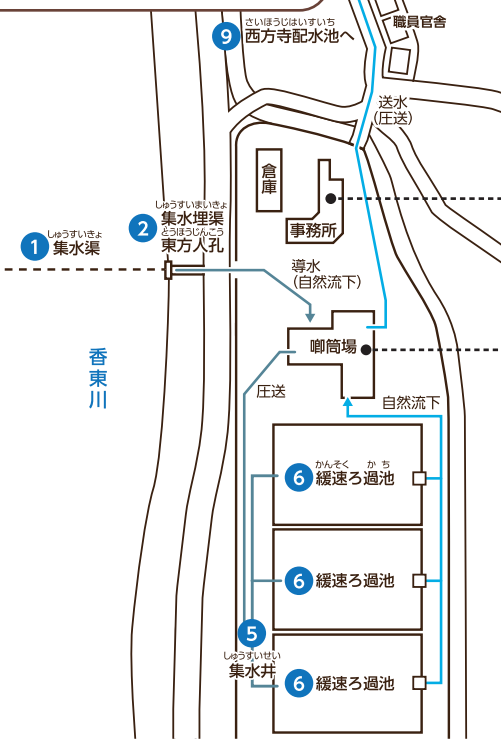 職員官舎
さいほうじはいすいち
9 西方寺配水池へ
送水
(圧送)
倉庫
事務所
しゅうすいまいきょ
集水埋渠
とうほうじんこう
2 東方人孔
しゅうすいきょ
1 集水渠
導水
(自然流下)
喞筒場
香東川
圧送
自然流下
かんそく かち
6 緩速ろ過池
6 緩速ろ過池
5
しゅうすいせい
集水井
6 緩速ろ過池